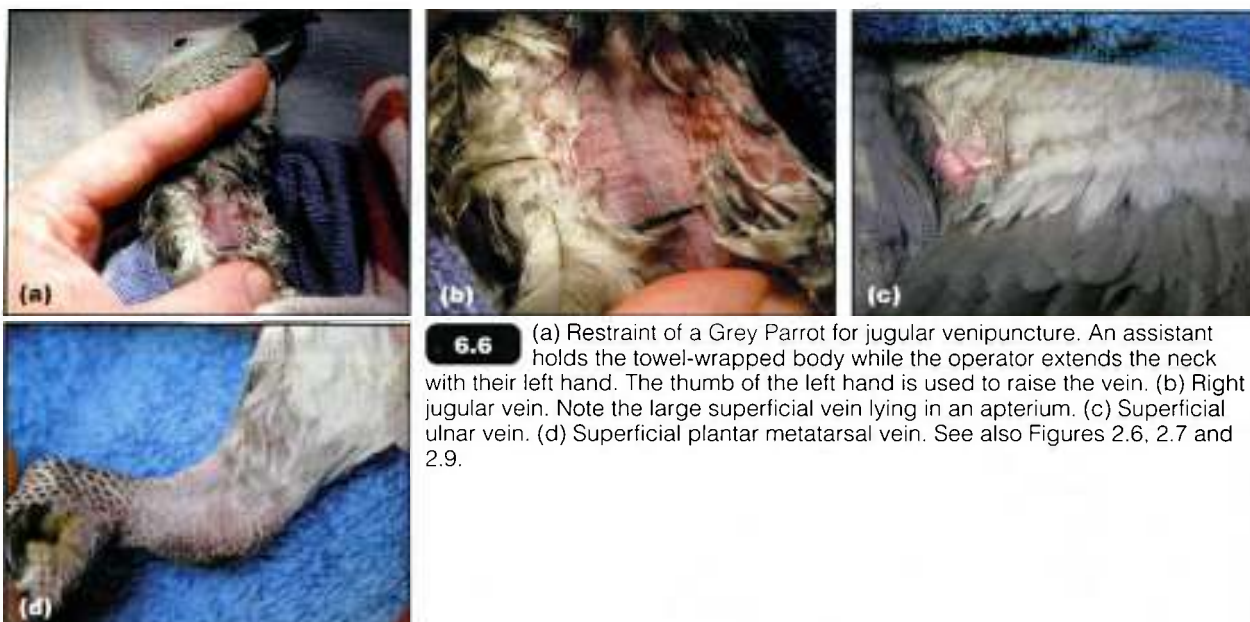 (a)
(b)
(c)
(d)
6.6
(a) Restraint of a Grey Parrot for jugular venipuncture. An assistant
holds the towel-wrapped body while the operator extends the neck
with their left hand. The thumb of the left hand is used to raise the vein. (b) Right
jugular vein. Note the large superficial vein lying in an apterium. (c) Superficial
ulnar vein. (d) Superficial plantar metatarsal vein. See also Figures 2.6, 2.7 and
2.9.